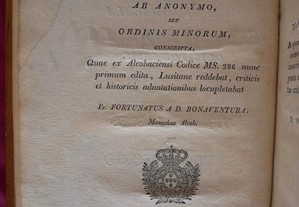 AB ANONYMO,
SEU
ORDINIS MINORUM,
CONSCRIPTA,
Quae ex Alcobaciensi Codice MS. 286 nunc
primum edita, Lusitane reddebat, criticis
et historicis adnotationibus locupletabat
Fr. FORTUNATUS A D. BONAVENTURA.
Monachus Alcob.